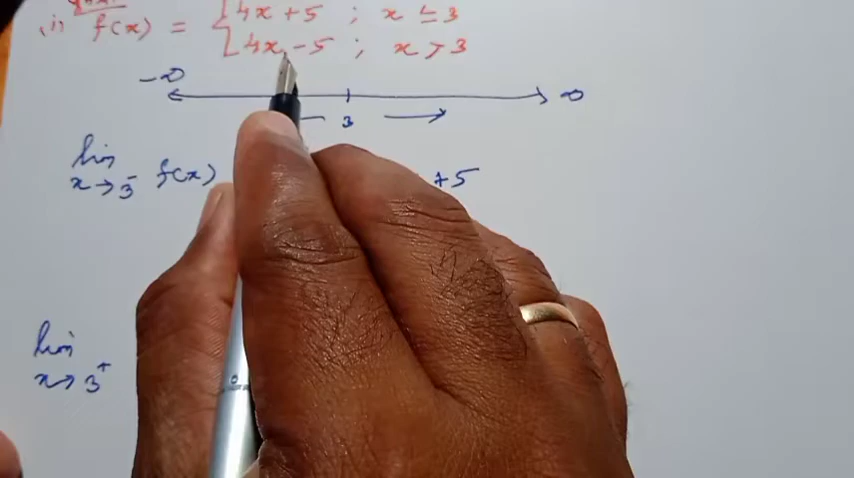 (i) f(x) = { 4x + 5 ; x ≤ 3
4x - 5 ; x > 3
-∞ ∞
3
lim
x → 3⁻ f(x) + 5
lim
x → 3⁺